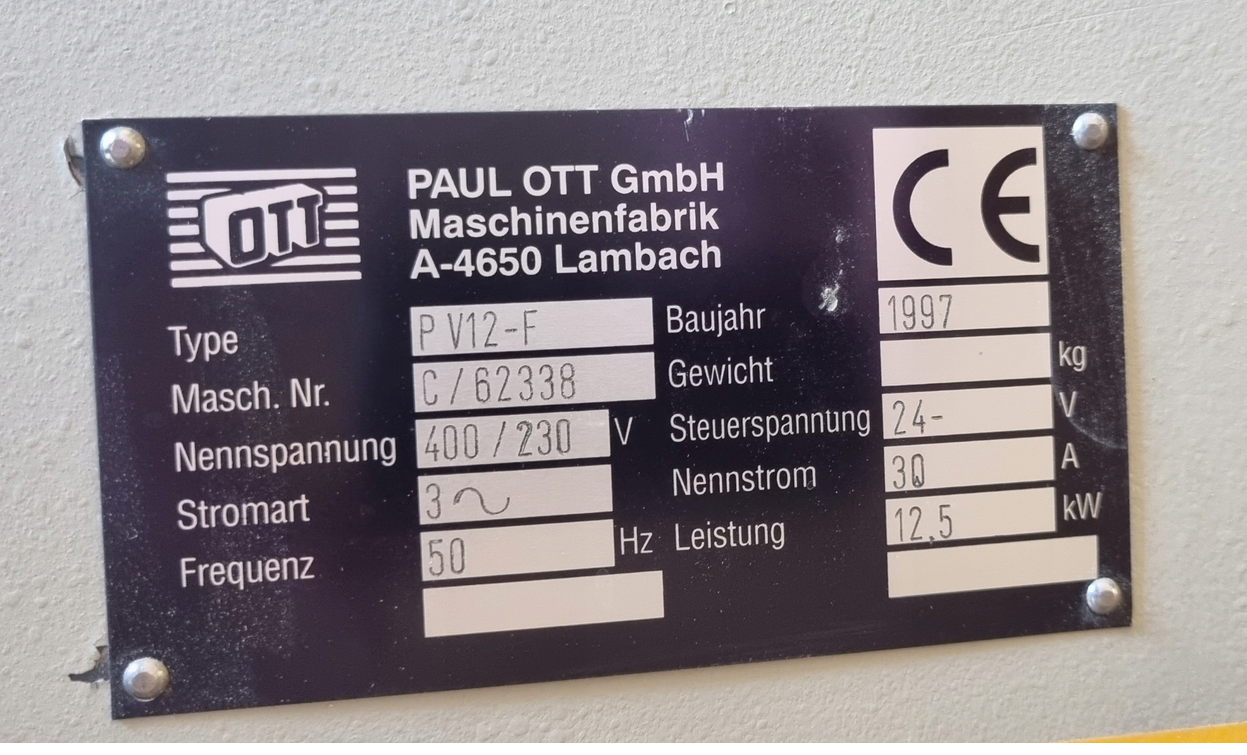 OTT
PAUL OTT GmbH
Maschinenfabrik
A-4650 Lambach
CE
Type PV12-F Baujahr 1997
Masch. Nr. C/62338 Gewicht kg
Nennspannung 400/230 V Steuerspannung 24- V
Stromart 3~ Nennstrom 30 A
Frequenz 50 Hz Leistung 12,5 kW